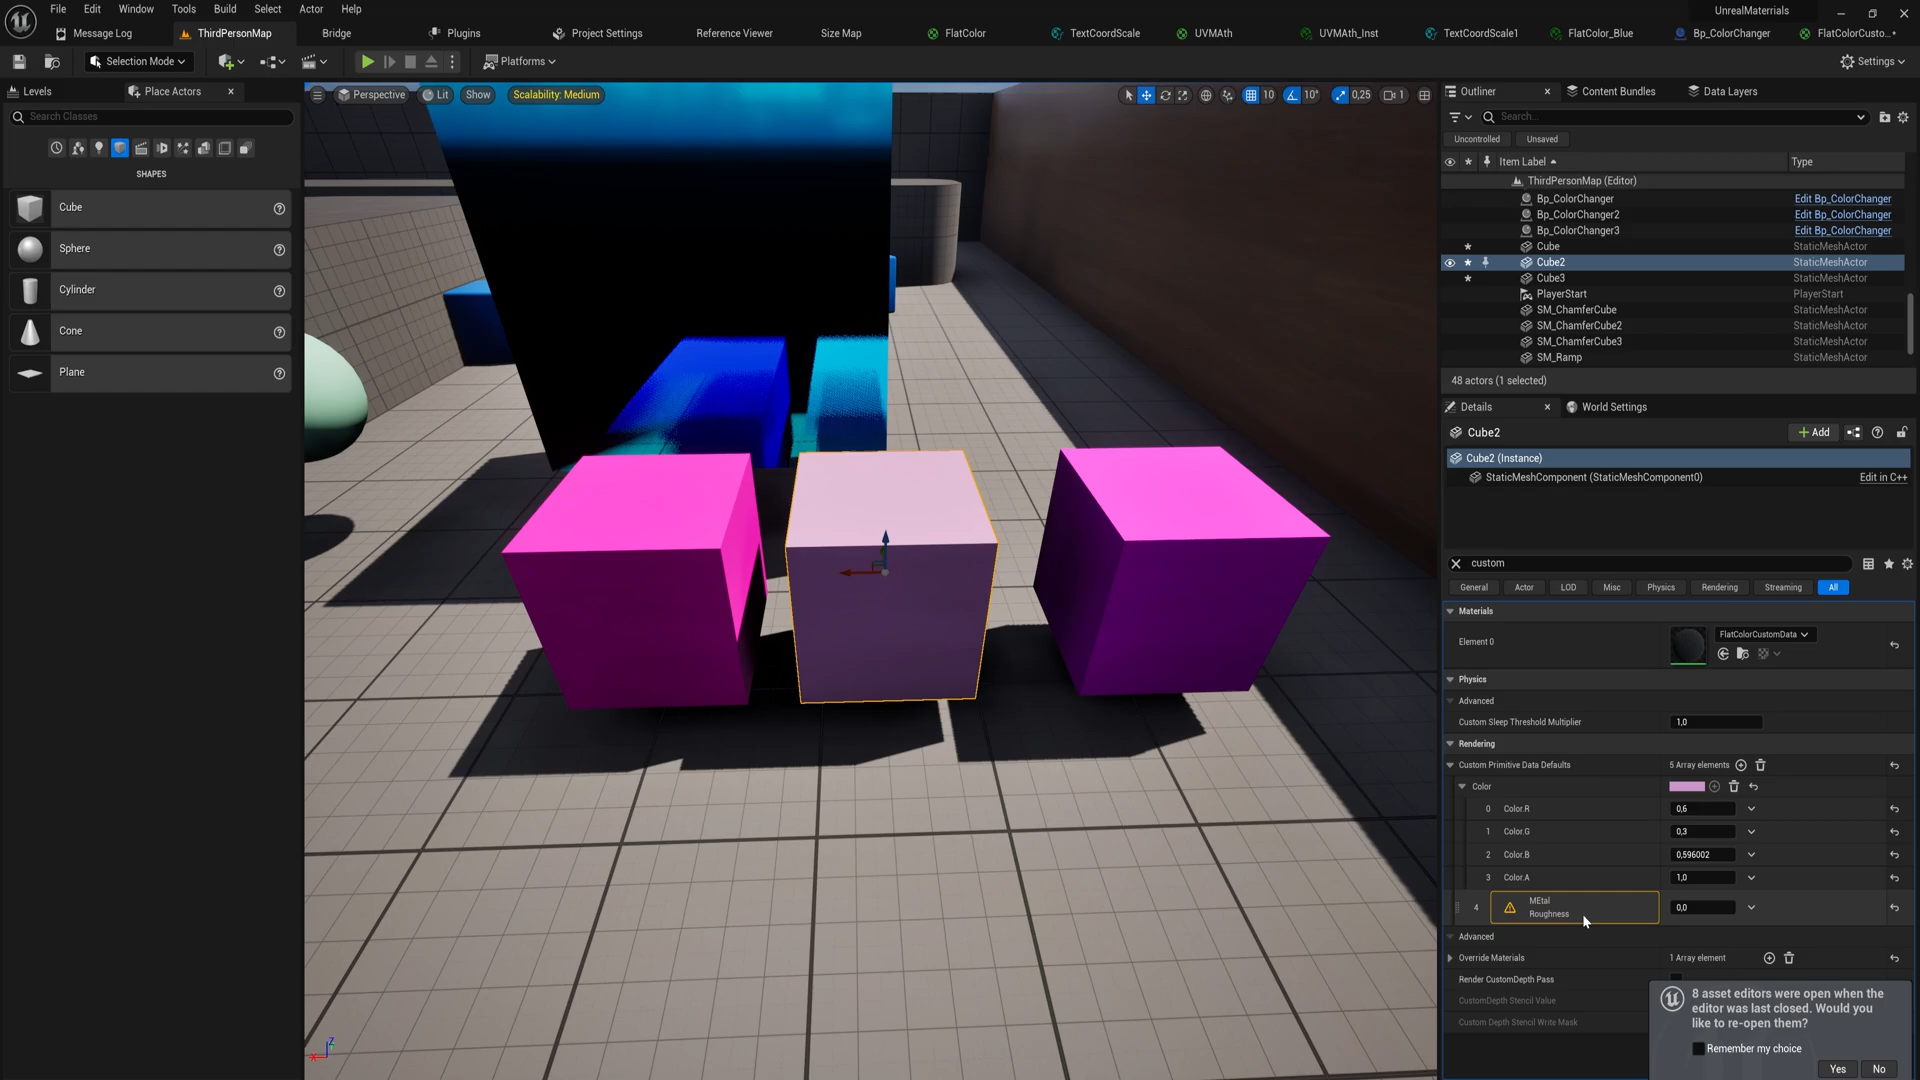 File Edit Window Tools Build Select Actor Help
UnrealMaterials
Message Log ThirdPersonMap Bridge Plugins Project Settings Reference Viewer Size Map FlatColor TextCoordScale UVMAth UVMAth_Inst TextCoordScale1 FlatColor_Blue Bp_ColorChanger FlatColorCusto...•
Selection Mode Platforms Settings
Levels Place Actors
Search Classes
SHAPES
Cube
Sphere
Cylinder
Cone
Plane
Perspective Lit Show Scalability: Medium 10 10° 0,25 1
Z
X
Outliner Content Bundles Data Layers
Search...
Uncontrolled Unsaved
Item Label Type
ThirdPersonMap (Editor)
Bp_ColorChanger Edit Bp_ColorChanger
Bp_ColorChanger2 Edit Bp_ColorChanger
Bp_ColorChanger3 Edit Bp_ColorChanger
Cube StaticMeshActor
Cube2 StaticMeshActor
Cube3 StaticMeshActor
PlayerStart PlayerStart
SM_ChamferCube StaticMeshActor
SM_ChamferCube2 StaticMeshActor
SM_ChamferCube3 StaticMeshActor
SM_Ramp StaticMeshActor
48 actors (1 selected)
Details World Settings
Cube2 + Add
Cube2 (Instance)
StaticMeshComponent (StaticMeshComponent0) Edit in C++
custom
General Actor LOD Misc Physics Rendering Streaming All
Materials
Element 0 FlatColorCustomData
Physics
Advanced
Custom Sleep Threshold Multiplier 1,0
Rendering
Custom Primitive Data Defaults 5 Array elements
Color
0 Color.R 0,6
1 Color.G 0,3
2 Color.B 0,596002
3 Color.A 1,0
4 MEtal 0,0
Roughness
Advanced
Override Materials 1 Array element
Render CustomDepth Pass
CustomDepth Stencil Value
Custom Depth Stencil Write Mask
8 asset editors were open when the
editor was last closed. Would you
like to re-open them?
Remember my choice
Yes No